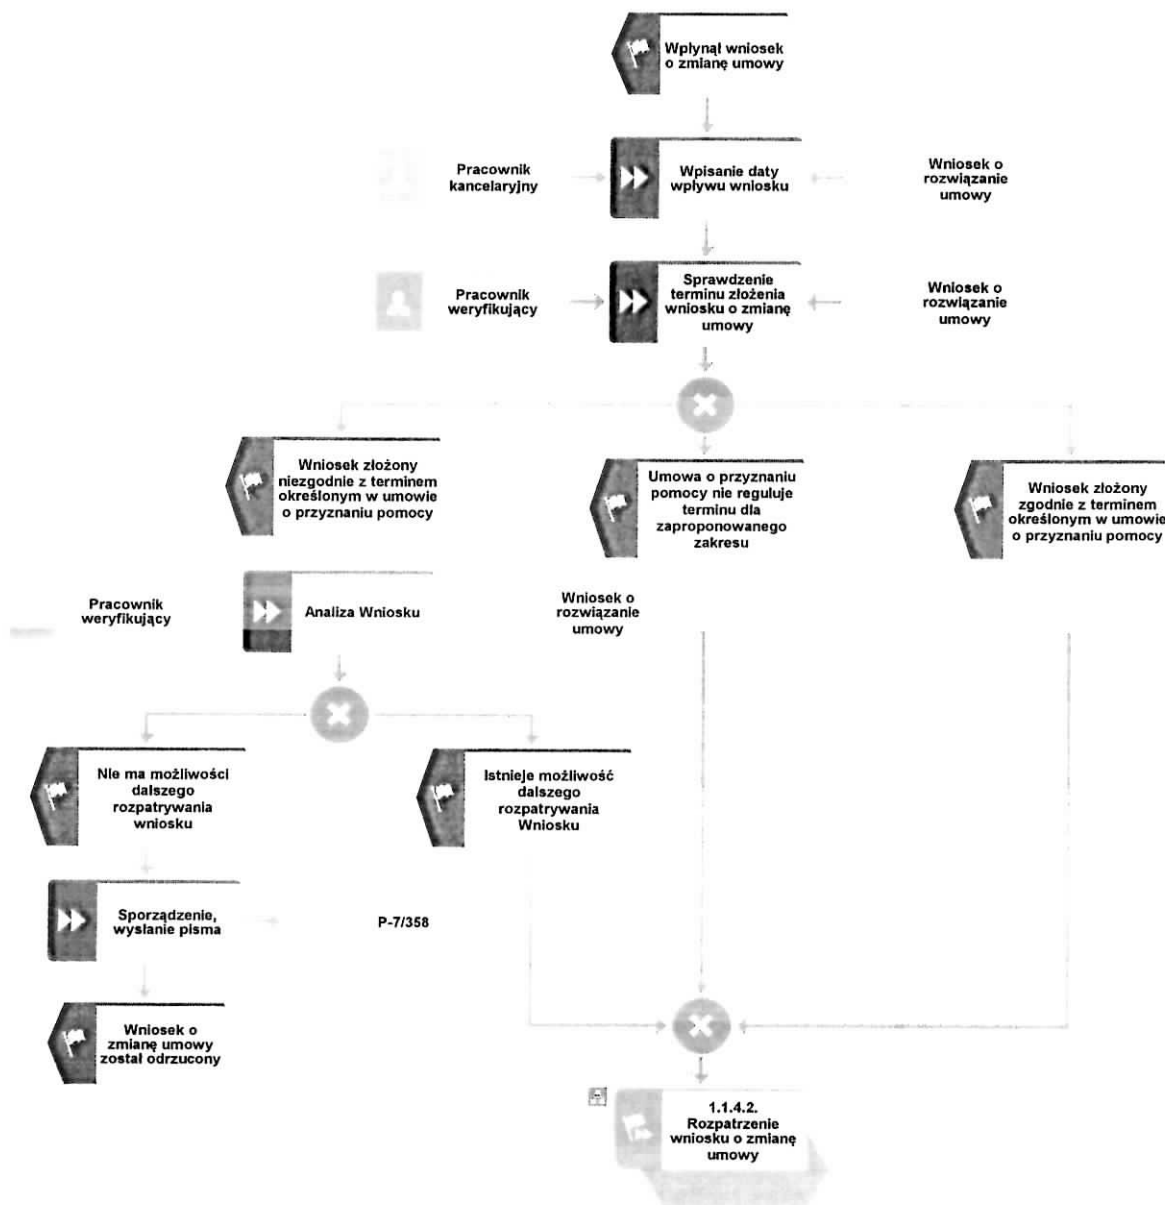 Wpłynął wniosek
o zmianę umowy
Pracownik
kancelaryjny
Wpisanie daty
wpływu wniosku
Wniosek o
rozwiązanie
umowy
Pracownik
weryfikujący
Sprawdzenie
terminu złożenia
wniosku o zmianę
umowy
Wniosek o
rozwiązanie
umowy
Wniosek złożony
niezgodnie z terminem
określonym w umowie
o przyznaniu pomocy
Umowa o przyznaniu
pomocy nie reguluje
terminu dla
zaproponowanego
zakresu
Wniosek złożony
zgodnie z terminem
określonym w umowie
o przyznaniu pomocy
Pracownik
weryfikujący
Analiza Wniosku
Wniosek o
rozwiązanie
umowy
Nie ma możliwości
dalszego
rozpatrywania
wniosku
Istnieje możliwość
dalszego
rozpatrywania
Wniosku
Sporządzenie,
wysłanie pisma
P-7/358
Wniosek o
zmianę umowy
został odrzucony
1.1.4.2.
Rozpatrzenie
wniosku o zmianę
umowy